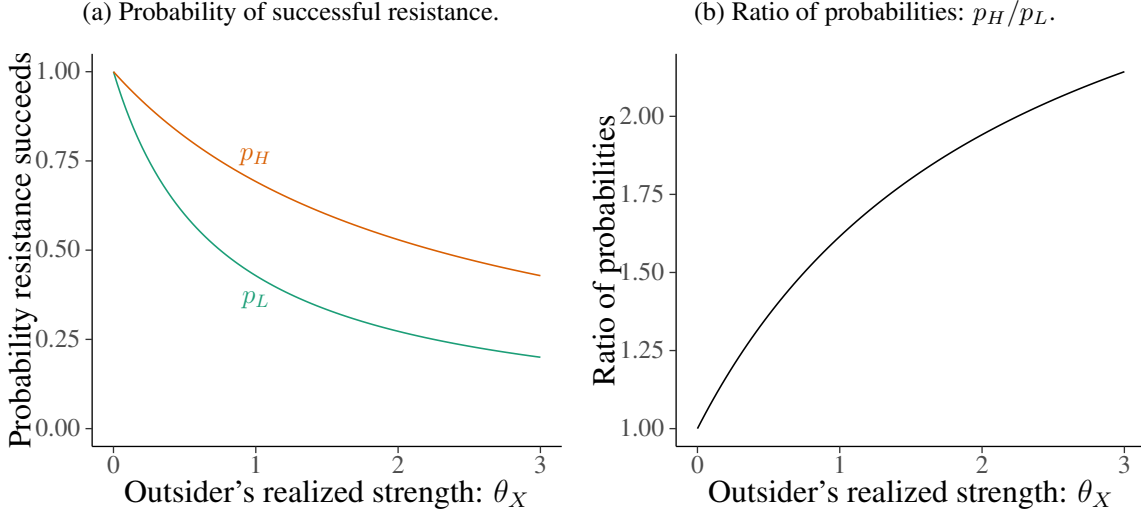 (a) Probability of successful resistance.
Probability resistance succeeds
1.00
0.75
0.50
0.25
0.00
p_H
p_L
0 1 2 3
Outsider's realized strength: θ_X
(b) Ratio of probabilities: p_H/p_L.
Ratio of probabilities
2.00
1.75
1.50
1.25
1.00
0 1 2 3
Outsider's realized strength: θ_X